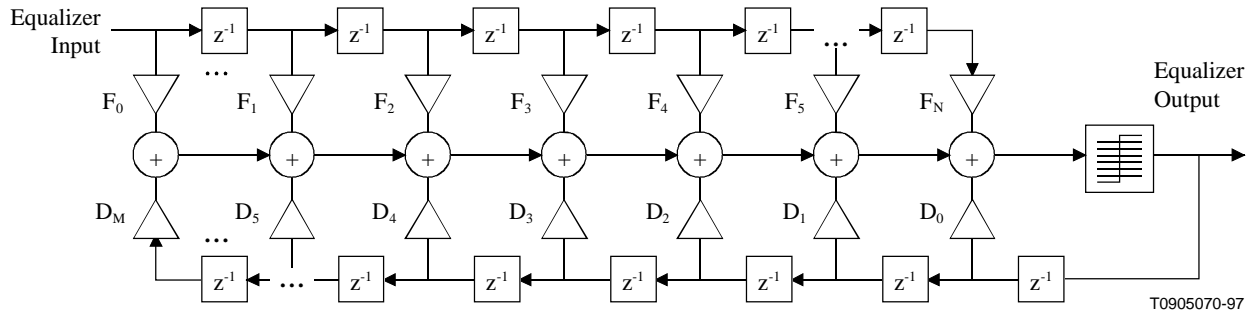 Equalizer
Input
z-1 z-1 z-1 z-1 z-1 ... z-1
...
Equalizer
Output
F0 F1 F2 F3 F4 F5 FN
+ + + + + + +
DM D5 D4 D3 D2 D1 D0
...
z-1 ... z-1 z-1 z-1 z-1 z-1 z-1
T0905070-97